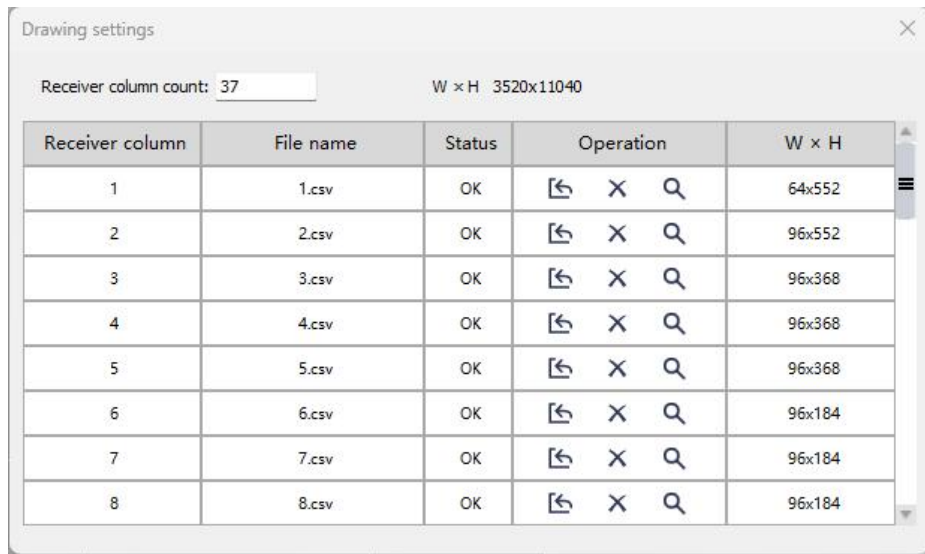 Drawing settings
Receiver column count: 37 W × H 3520x11040
Receiver column File name Status Operation W × H
1 1.csv OK 64x552
2 2.csv OK 96x552
3 3.csv OK 96x368
4 4.csv OK 96x368
5 5.csv OK 96x368
6 6.csv OK 96x184
7 7.csv OK 96x184
8 8.csv OK 96x184